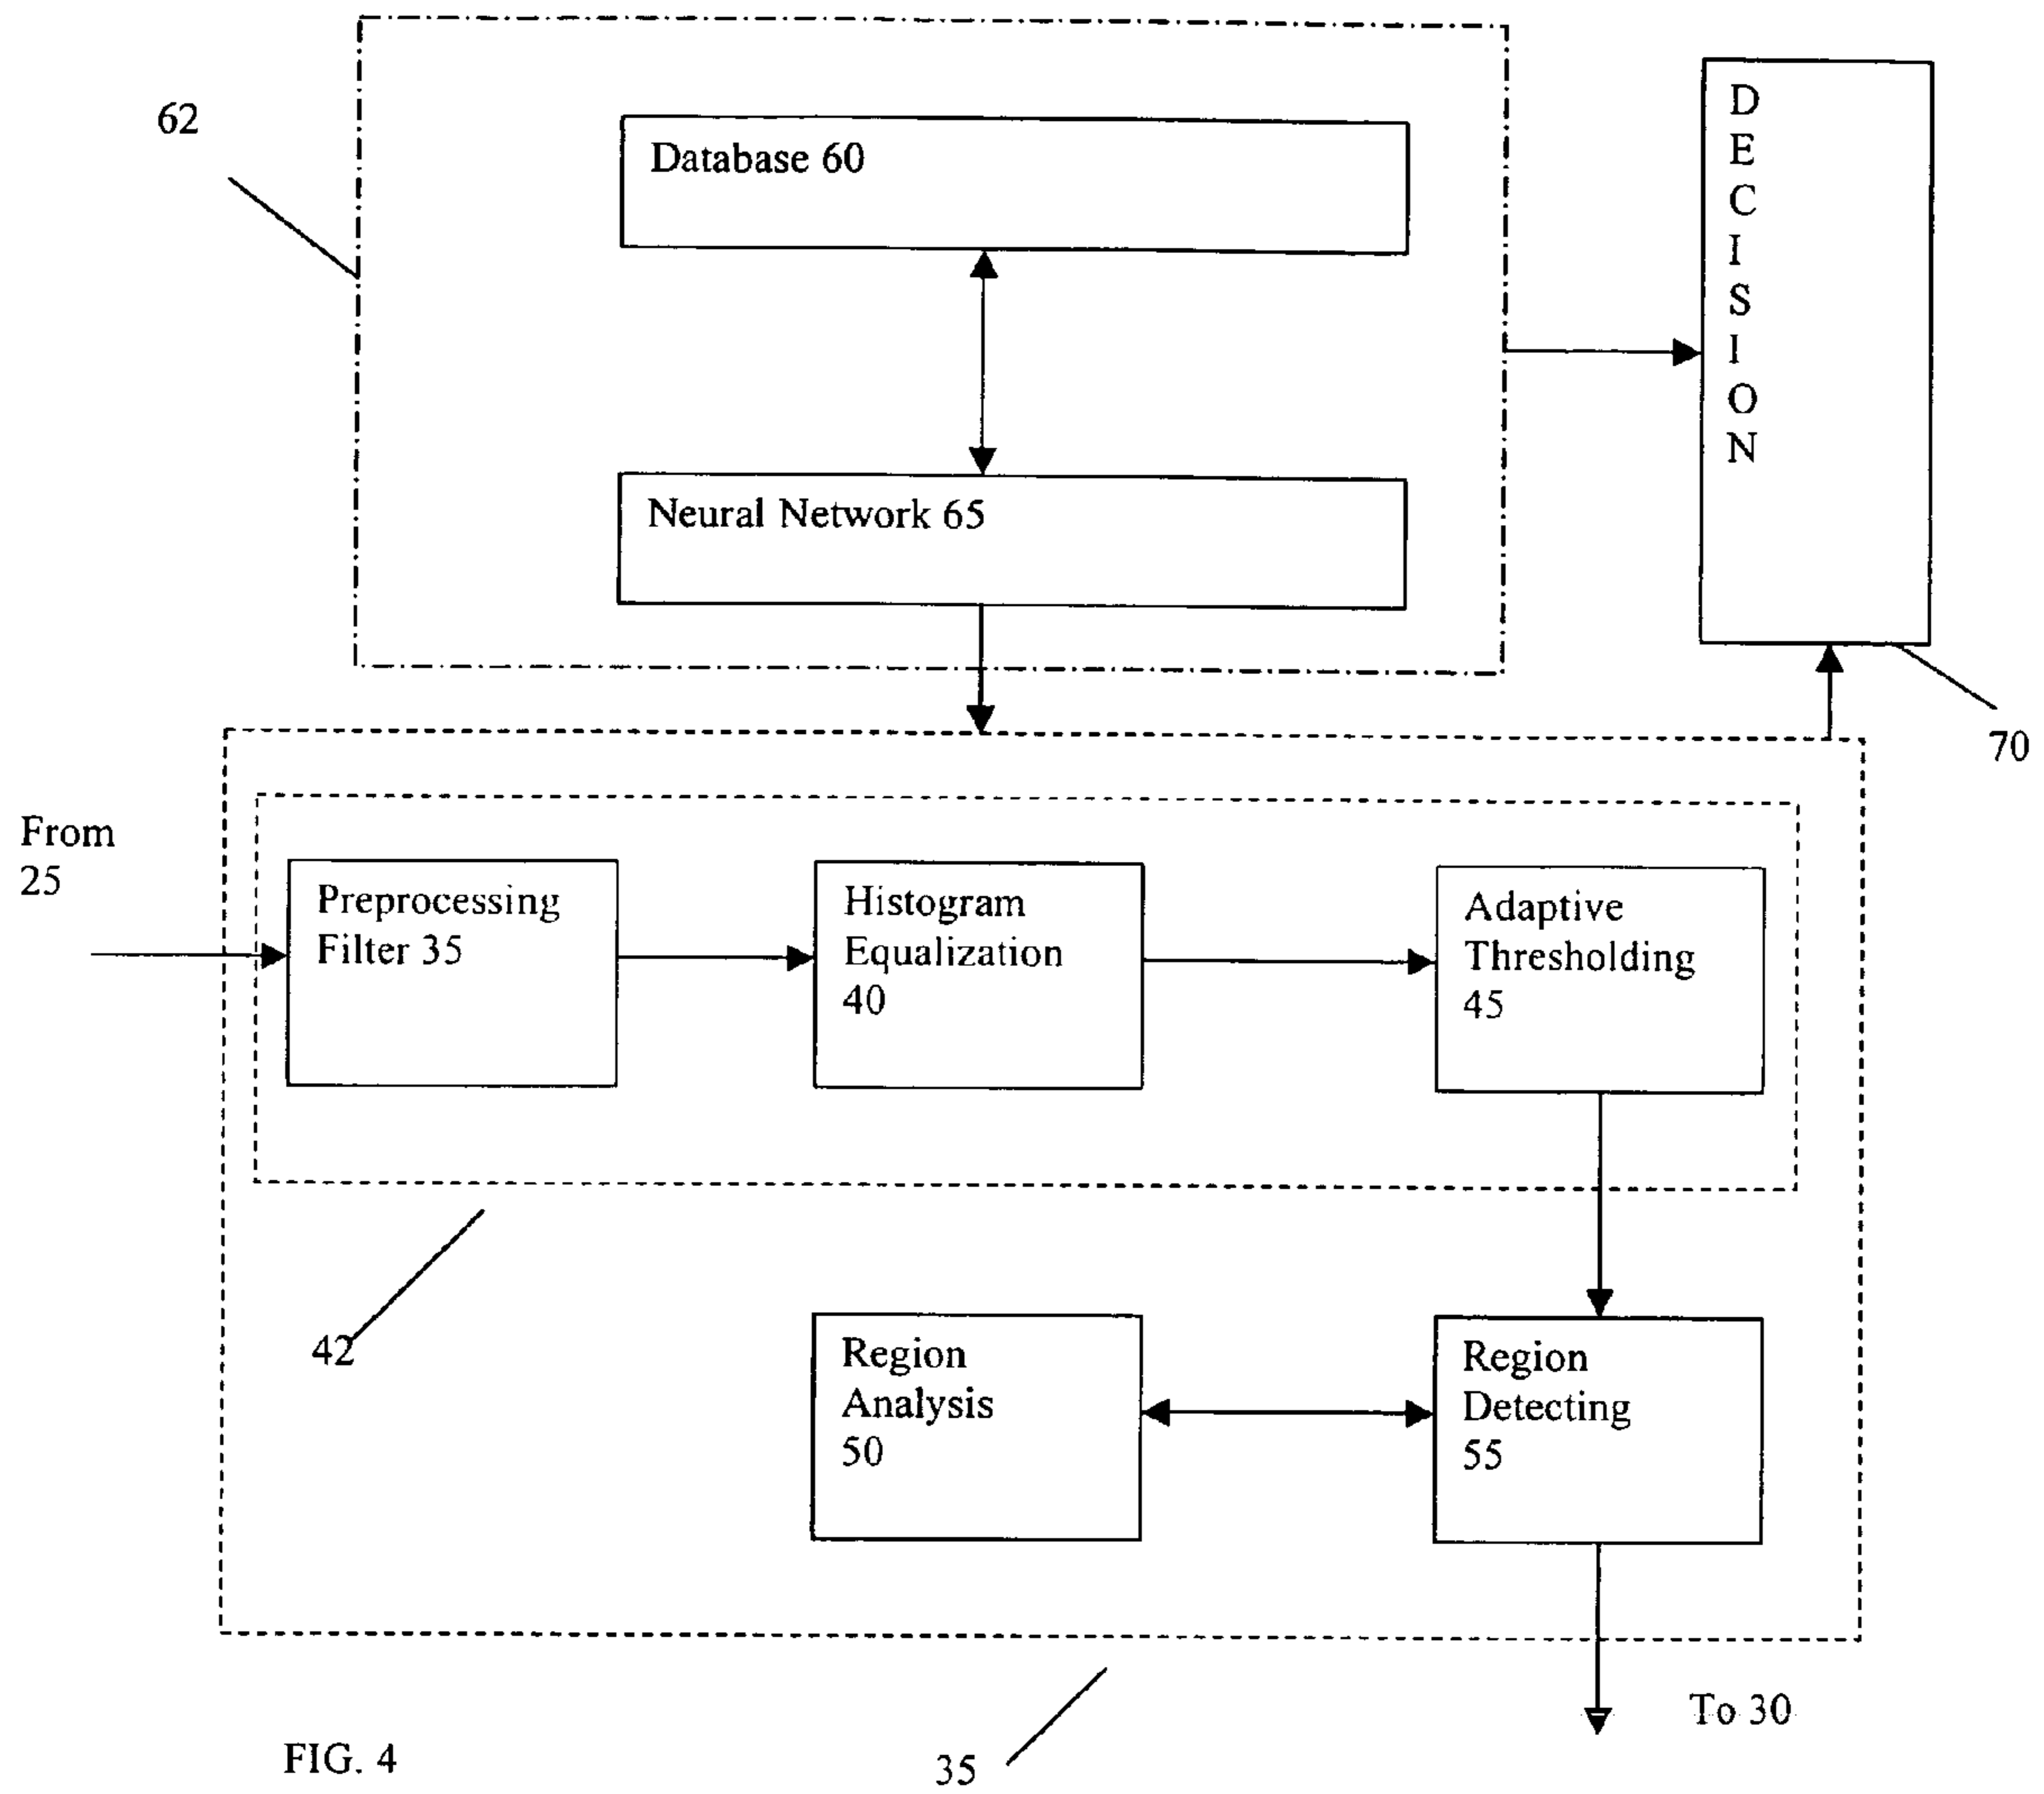 62
Database 60
Neural Network 65
D
E
C
I
S
I
O
N
70
From
25
Preprocessing
Filter 35
Histogram
Equalization
40
Adaptive
Thresholding
45
42
Region
Analysis
50
Region
Detecting
55
To 30
35
FIG. 4